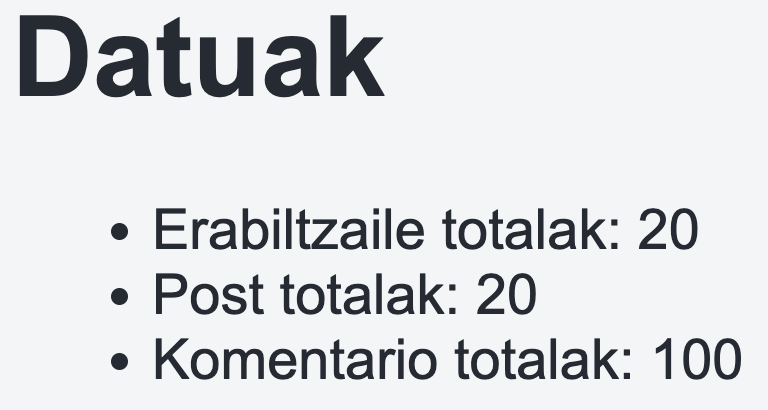 Datuak
• Erabiltzaile totalak: 20
• Post totalak: 20
• Komentario totalak: 100